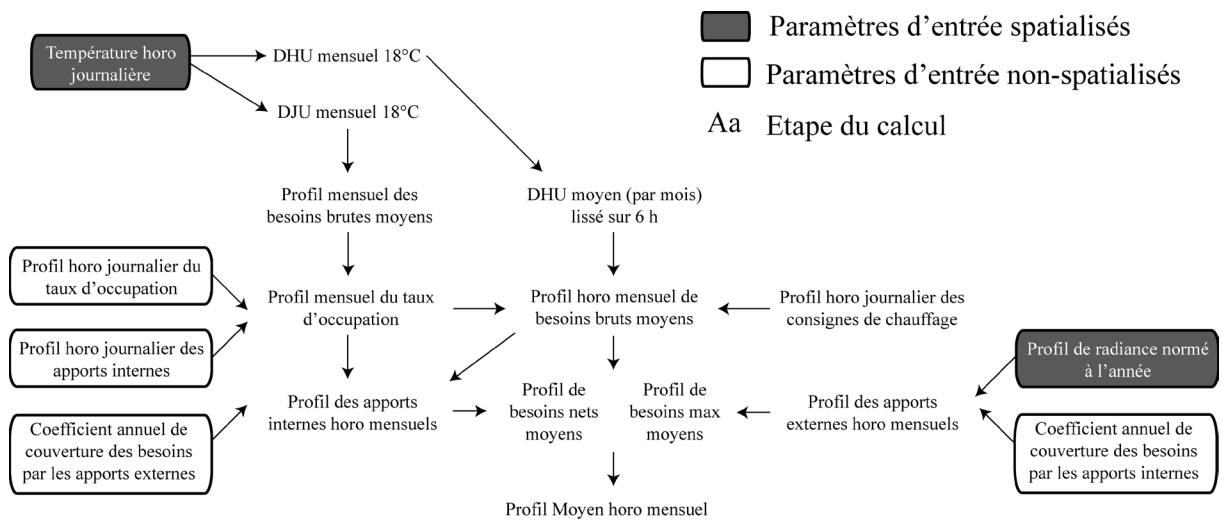 Température horo
journalière
DHU mensuel 18°C
DJU mensuel 18°C
Paramètres d'entrée spatialisés
Paramètres d'entrée non-spatialisés
Aa Etape du calcul
Profil mensuel des
besoins brutes moyens
DHU moyen (par mois)
lissé sur 6 h
Profil horo journalier du
taux d'occupation
Profil mensuel du taux
d'occupation
Profil horo mensuel de
besoins bruts moyens
Profil horo journalier des
consignes de chauffage
Profil horo journalier des
apports internes
Profil de radiance normé
à l'année
Coefficient annuel de
couverture des besoins
par les apports externes
Profil des apports
internes horo mensuels
Profil de
besoins nets
moyens
Profil de
besoins max
moyens
Profil des apports
externes horo mensuels
Coefficient annuel de
couverture des besoins
par les apports internes
Profil Moyen horo mensuel